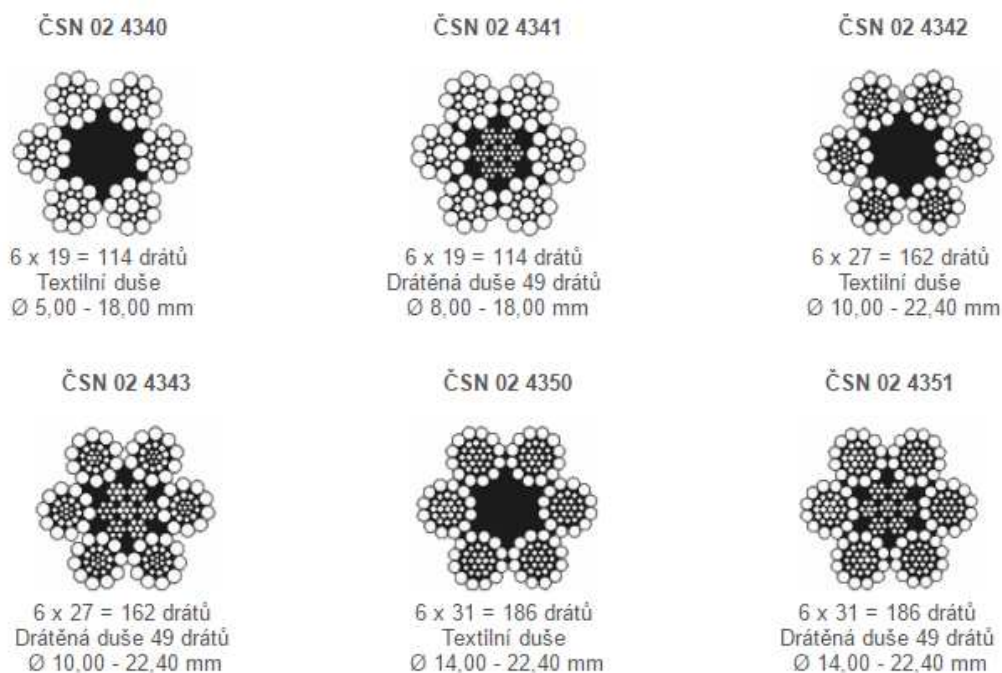 ČSN 02 4340
6 x 19 = 114 drátů
Textilní duše
Ø 5,00 - 18,00 mm
ČSN 02 4341
6 x 19 = 114 drátů
Drátěná duše 49 drátů
Ø 8,00 - 18,00 mm
ČSN 02 4342
6 x 27 = 162 drátů
Textilní duše
Ø 10,00 - 22,40 mm
ČSN 02 4343
6 x 27 = 162 drátů
Drátěná duše 49 drátů
Ø 10,00 - 22,40 mm
ČSN 02 4350
6 x 31 = 186 drátů
Textilní duše
Ø 14,00 - 22,40 mm
ČSN 02 4351
6 x 31 = 186 drátů
Drátěná duše 49 drátů
Ø 14,00 - 22,40 mm